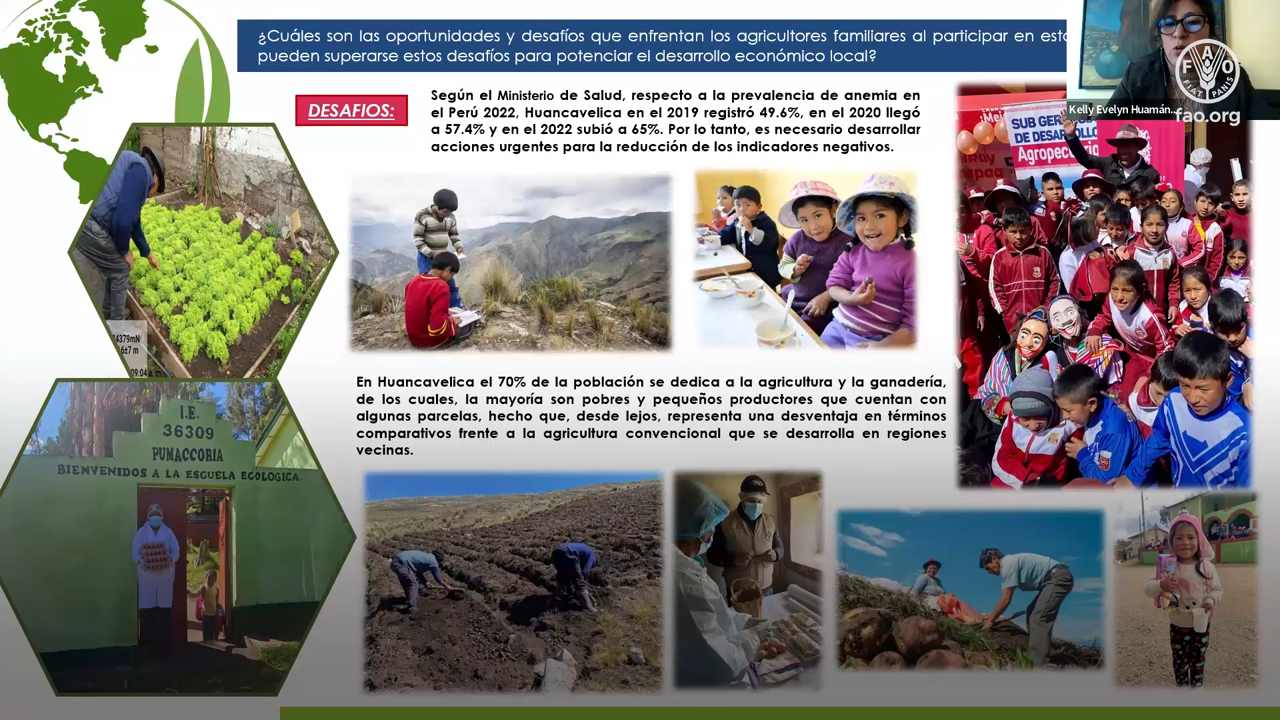 ¿Cuáles son las oportunidades y desafíos que enfrentan los agricultores familiares al participar en
pueden superarse estos desafíos para potenciar el desarrollo económico local?
DESAFIOS:
Según el Ministerio de Salud, respecto a la prevalencia de anemia en
el Perú 2022, Huancavelica en el 2019 registró 49.6%, en el 2020 llegó
a 57.4% y en el 2022 subió a 65%. Por lo tanto, es necesario desarrollar
acciones urgentes para la reducción de los indicadores negativos.
Kelly Evelyn Huamán...
FAO
FIAT PANIS
fao.org
SUB GER
DE DESARROLLO
Agropecuario
En Huancavelica el 70% de la población se dedica a la agricultura y la ganadería,
de los cuales, la mayoría son pobres y pequeños productores que cuentan con
algunas parcelas, hecho que, desde lejos, representa una desventaja en términos
comparativos frente a la agricultura convencional que se desarrolla en regiones
vecinas.
4379mN
6±7 m
09:04
I.E.
36309
PUMACCORIA
BIENVENIDOS A LA ESCUELA ECOLOGICA.